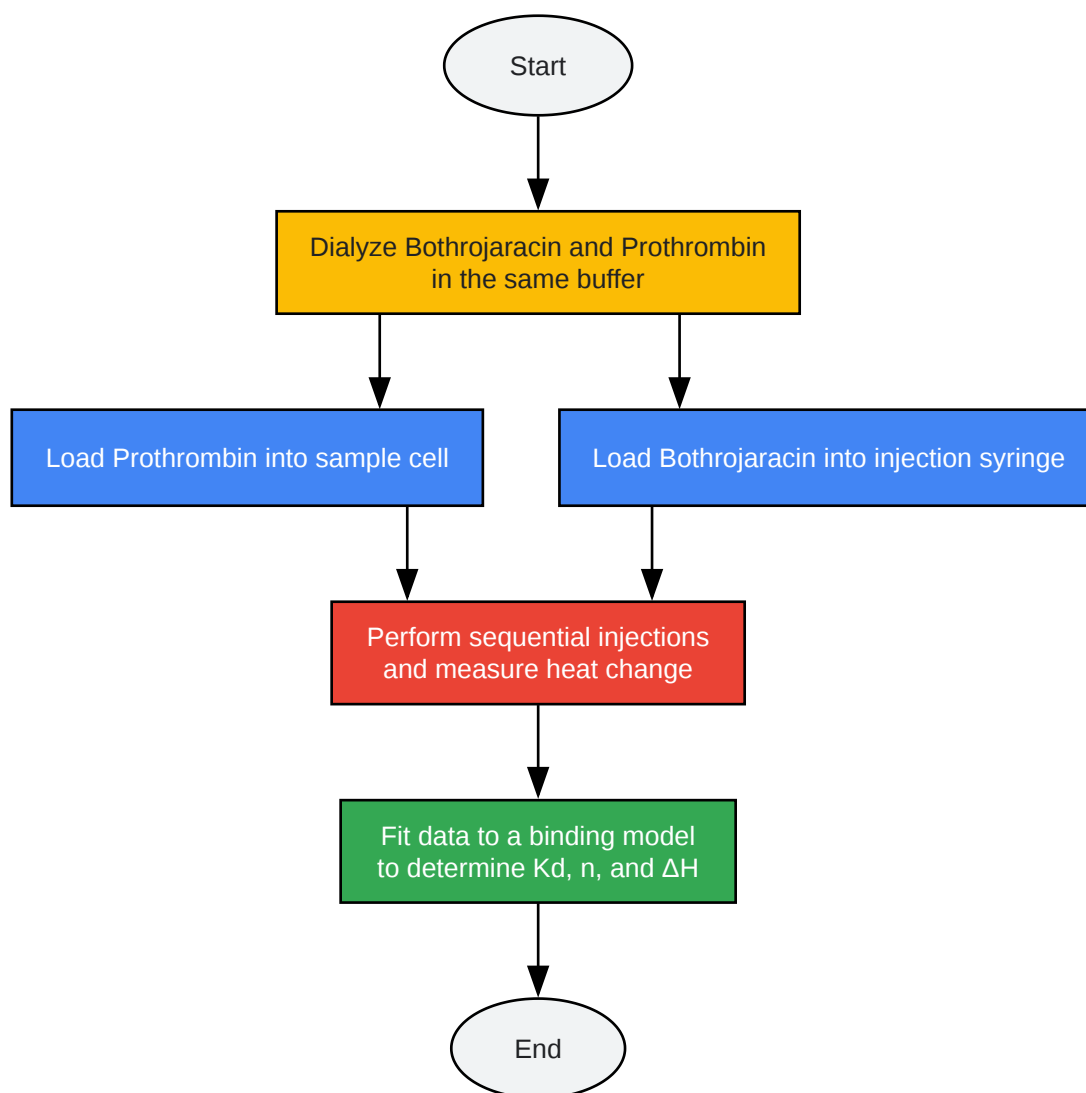 Start
Dialyze Bothrojaracin and Prothrombin
in the same buffer
Load Prothrombin into sample cell
Load Bothrojaracin into injection syringe
Perform sequential injections
and measure heat change
Fit data to a binding model
to determine Kd, n, and ΔH
End